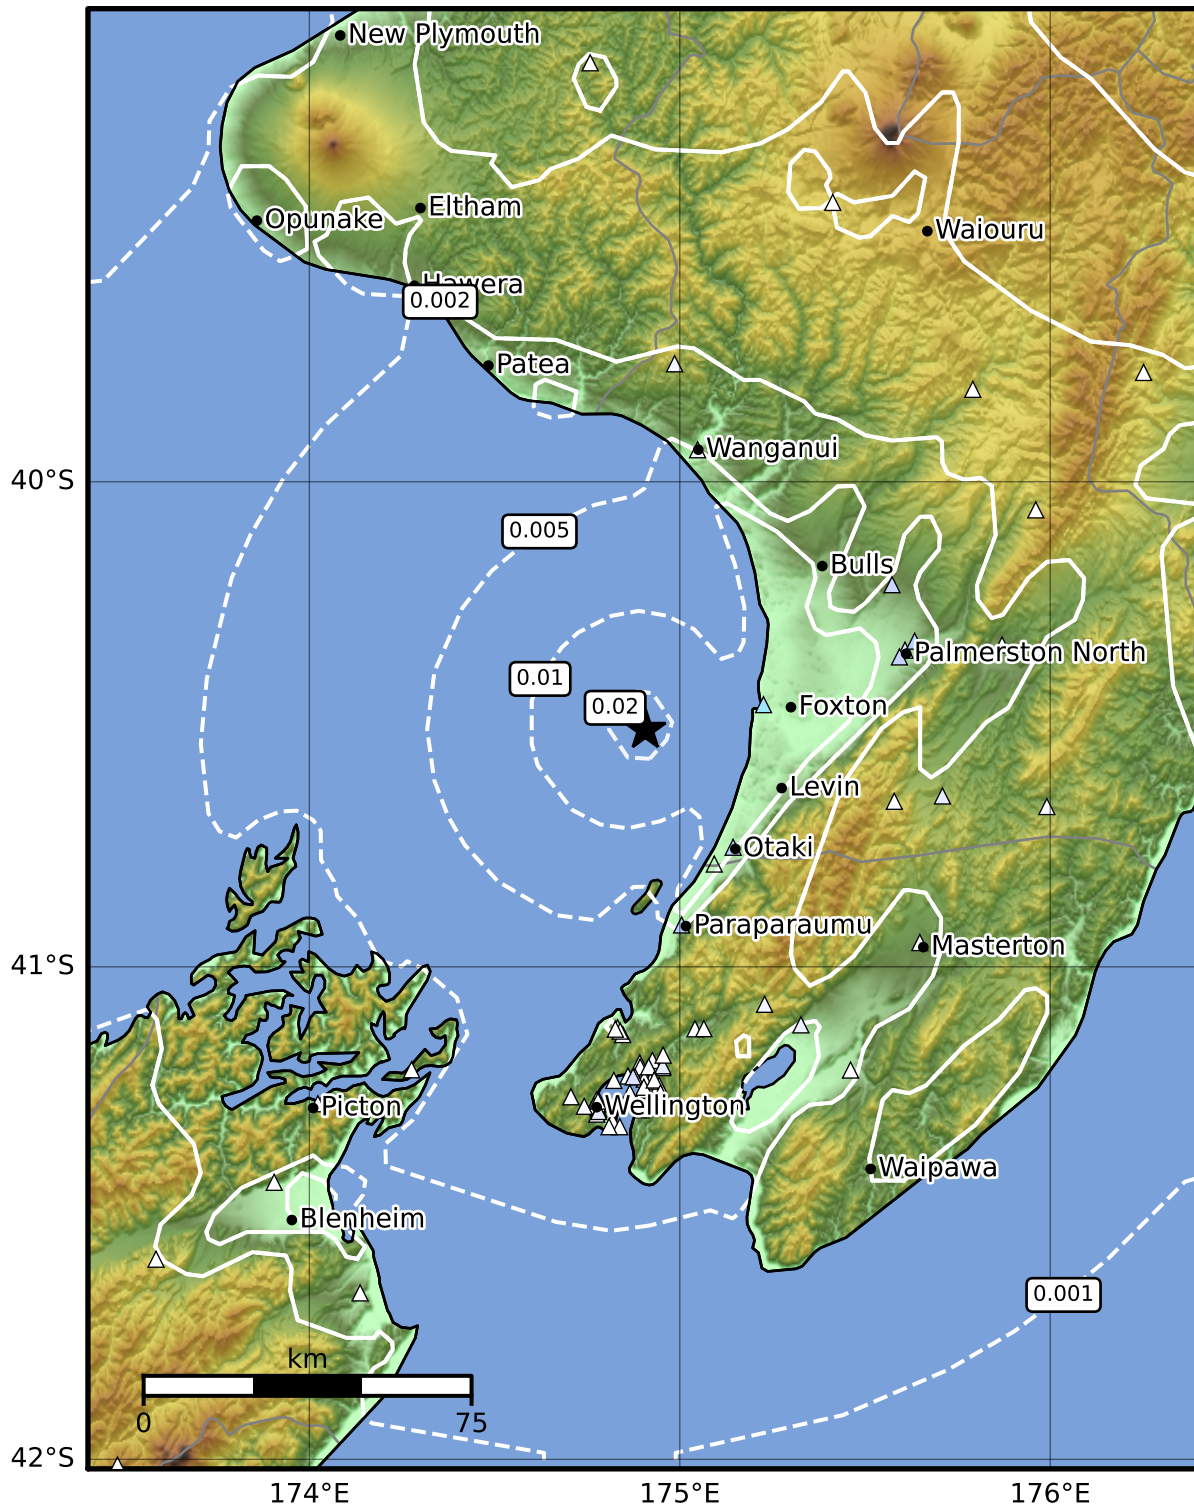 New Plymouth
Eltham
Opunake
Waiouru
Hawera
0.002
Patea
Wanganui
40°S
0.005
Bulls
Palmerston North
0.01
0.02
Foxton
Levin
Otaki
Paraparaumu
Masterton
41°S
Picton
Wellington
Waipawa
Blenheim
0.001
km
0
75
42°S
174°E
175°E
176°E